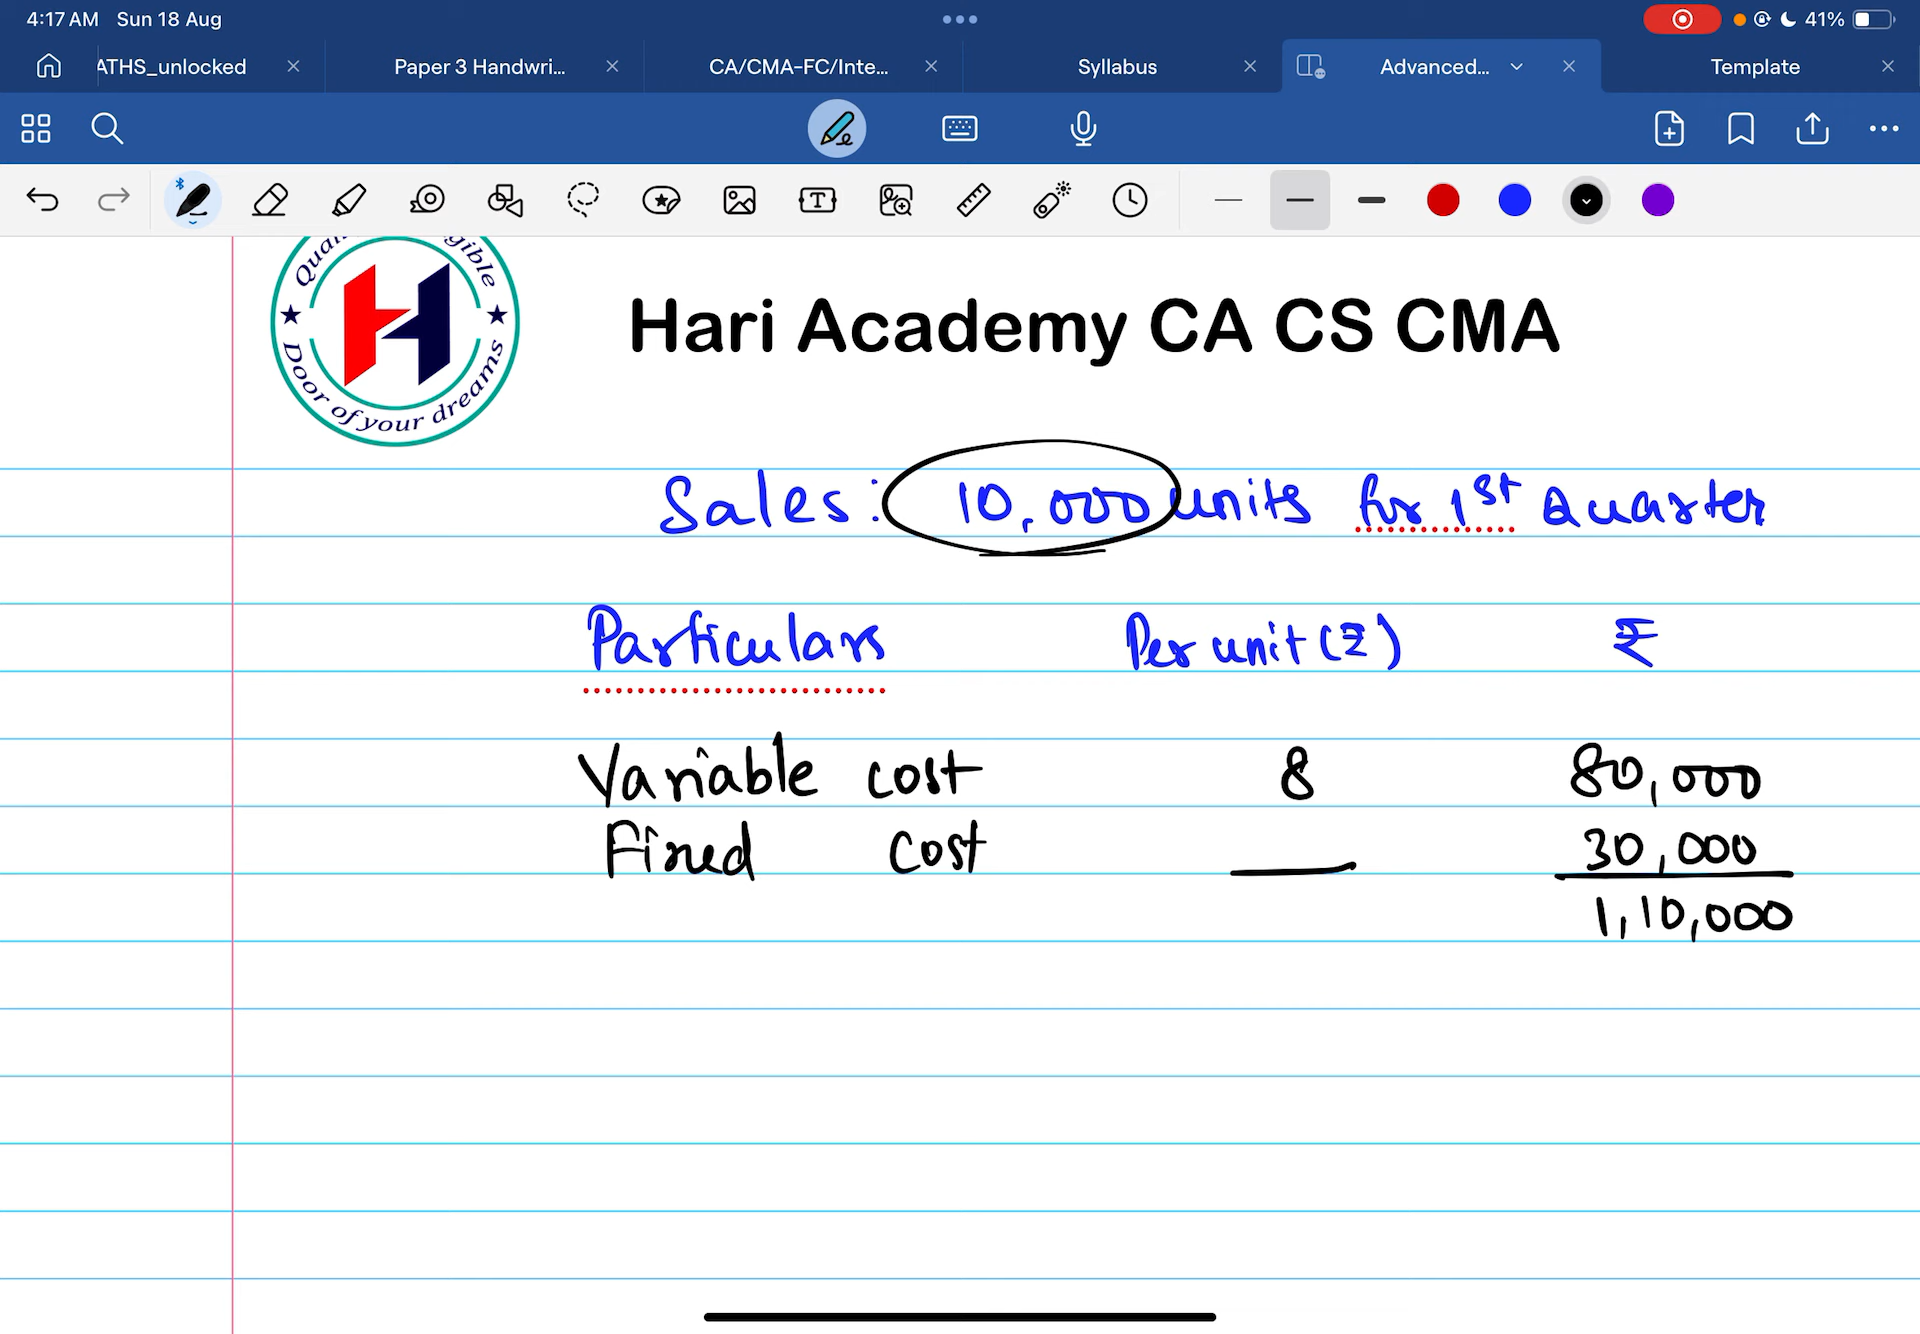 4:17 AM Sun 18 Aug
41%
ATHS_unlocked
Paper 3 Handwri...
CA/CMA-FC/Inte...
Syllabus
Advanced...
Template
Door of your dreams
Hari Academy CA CS CMA
Sales: 10,000 units for 1st Quarter
Particulars Per unit (₹) ₹
Variable cost 8 80,000
Fixed cost — 30,000
1,10,000